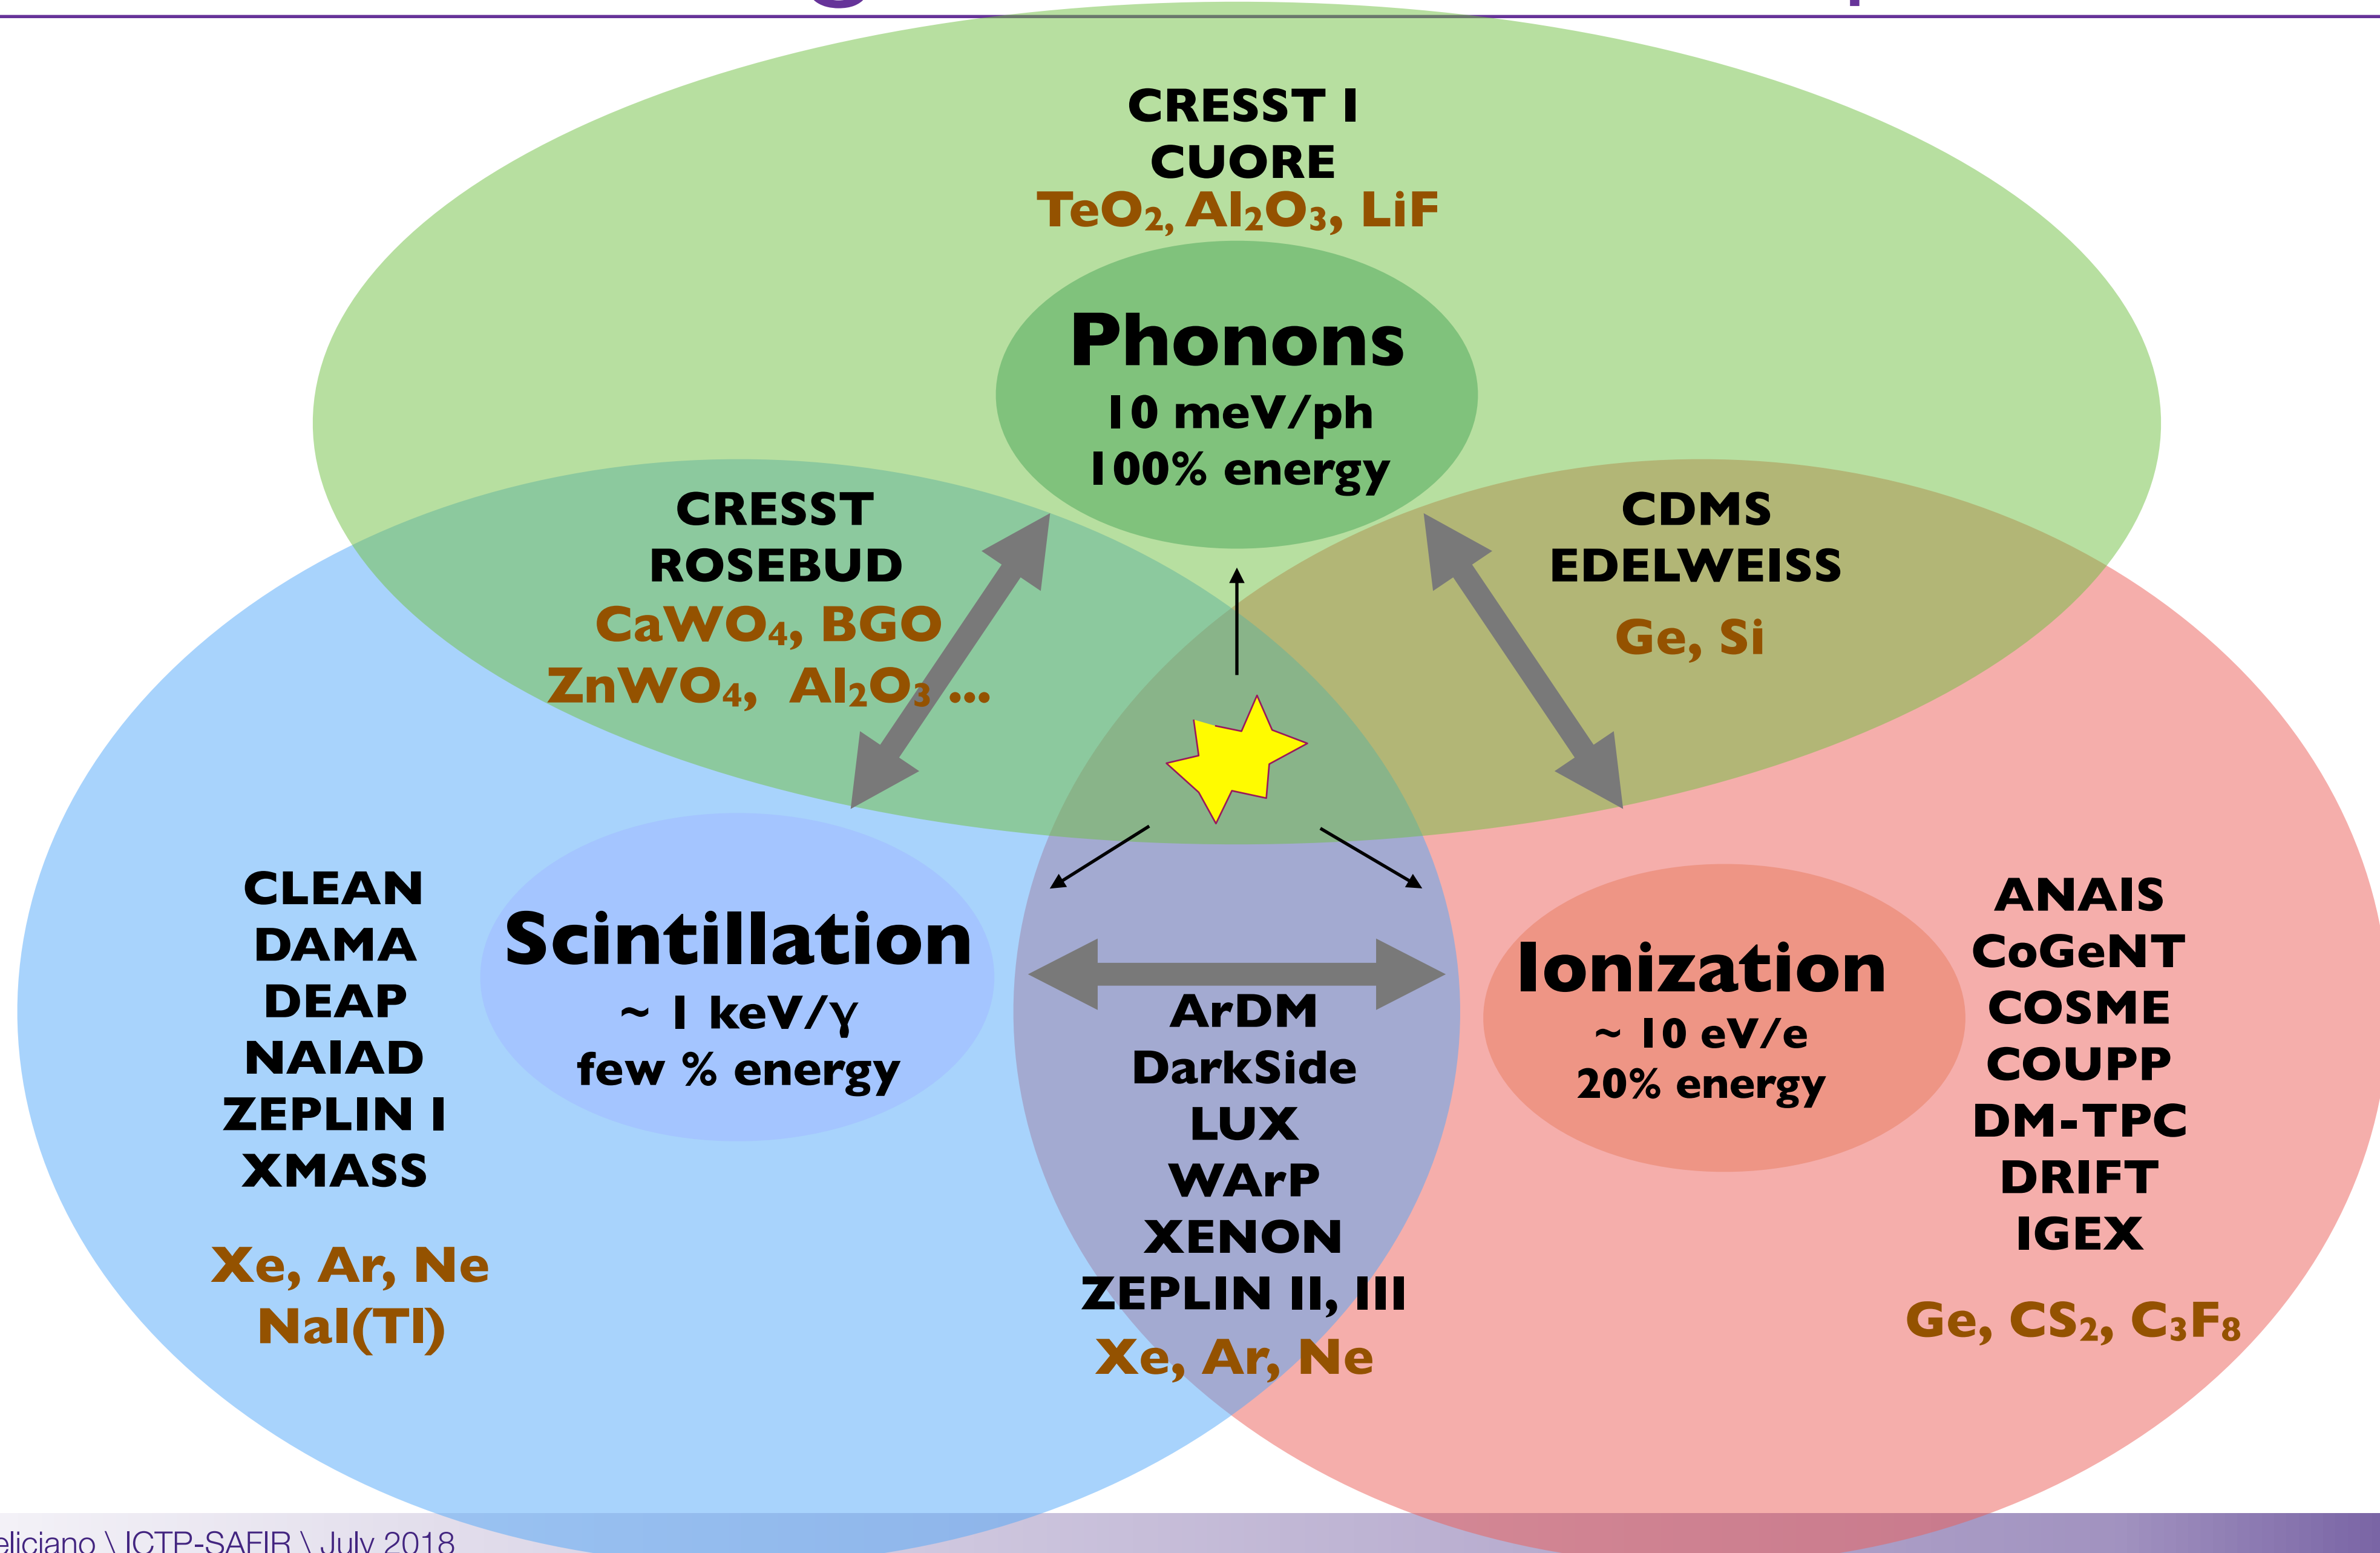 CRESST I
CUORE
TeO₂, Al₂O₃, LiF
Phonons
10 meV/ph
100% energy
CRESST
ROSEBUD
CaWO₄, BGO
ZnWO₄, Al₂O₃ ...
CDMS
EDELWEISS
Ge, Si
CLEAN
DAMA
DEAP
NAIAD
ZEPLIN I
XMASS
Xe, Ar, Ne
NaI(Tl)
Scintillation
~ 1 keV/γ
few % energy
ArDM
DarkSide
LUX
WArP
XENON
ZEPLIN II, III
Xe, Ar, Ne
Ionization
~ 10 eV/e
20% energy
ANAIS
CoGeNT
COSME
COUPP
DM-TPC
DRIFT
IGEX
Ge, CS₂, C₃F₈
eliciano \ ICTP-SAFIR \ July 2018